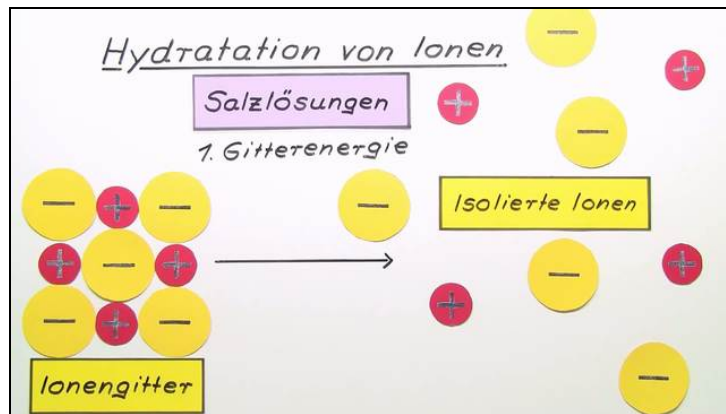 Hydratation von Ionen
Salzlösungen
1. Gitterenergie
Isolierte Ionen
Ionengitter